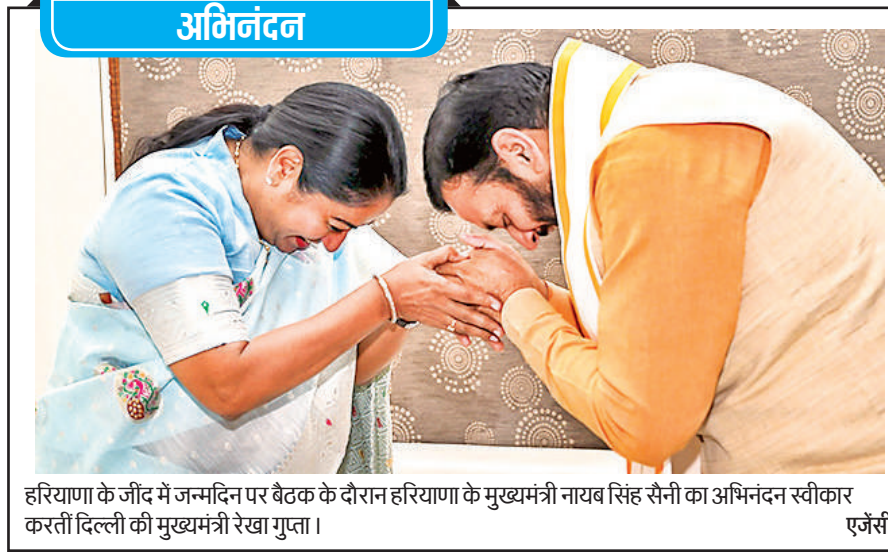 अभिनंदन
हरियाणा के जींद में जन्मदिन पर बैठक के दौरान हरियाणा के मुख्यमंत्री नायब सिंह सैनी का अभिनंदन स्वीकार
करतीं दिल्ली की मुख्यमंत्री रेखा गुप्ता ।
एजेंसी